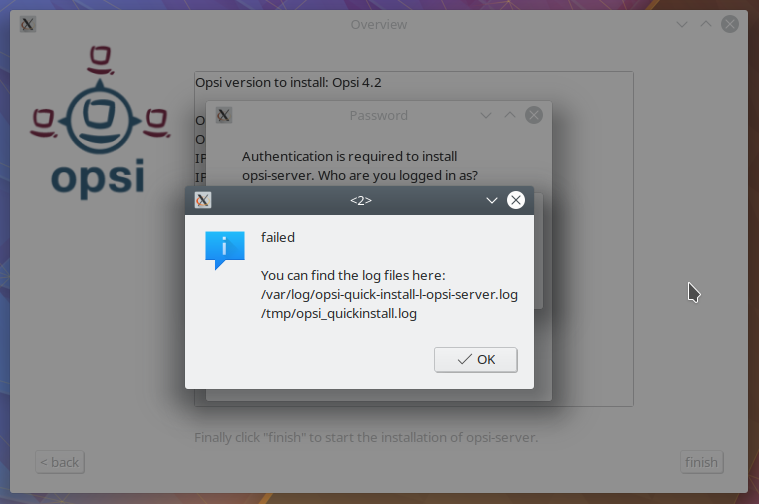 Overview
opsi
Opsi version to install: Opsi 4.2
O
O
IP
IP
Password
Authentication is required to install
opsi-server. Who are you logged in as?
<2>
failed
You can find the log files here:
/var/log/opsi-quick-install-l-opsi-server.log
/tmp/opsi_quickinstall.log
OK
Finally click "finish" to start the installation of opsi-server.
< back
finish